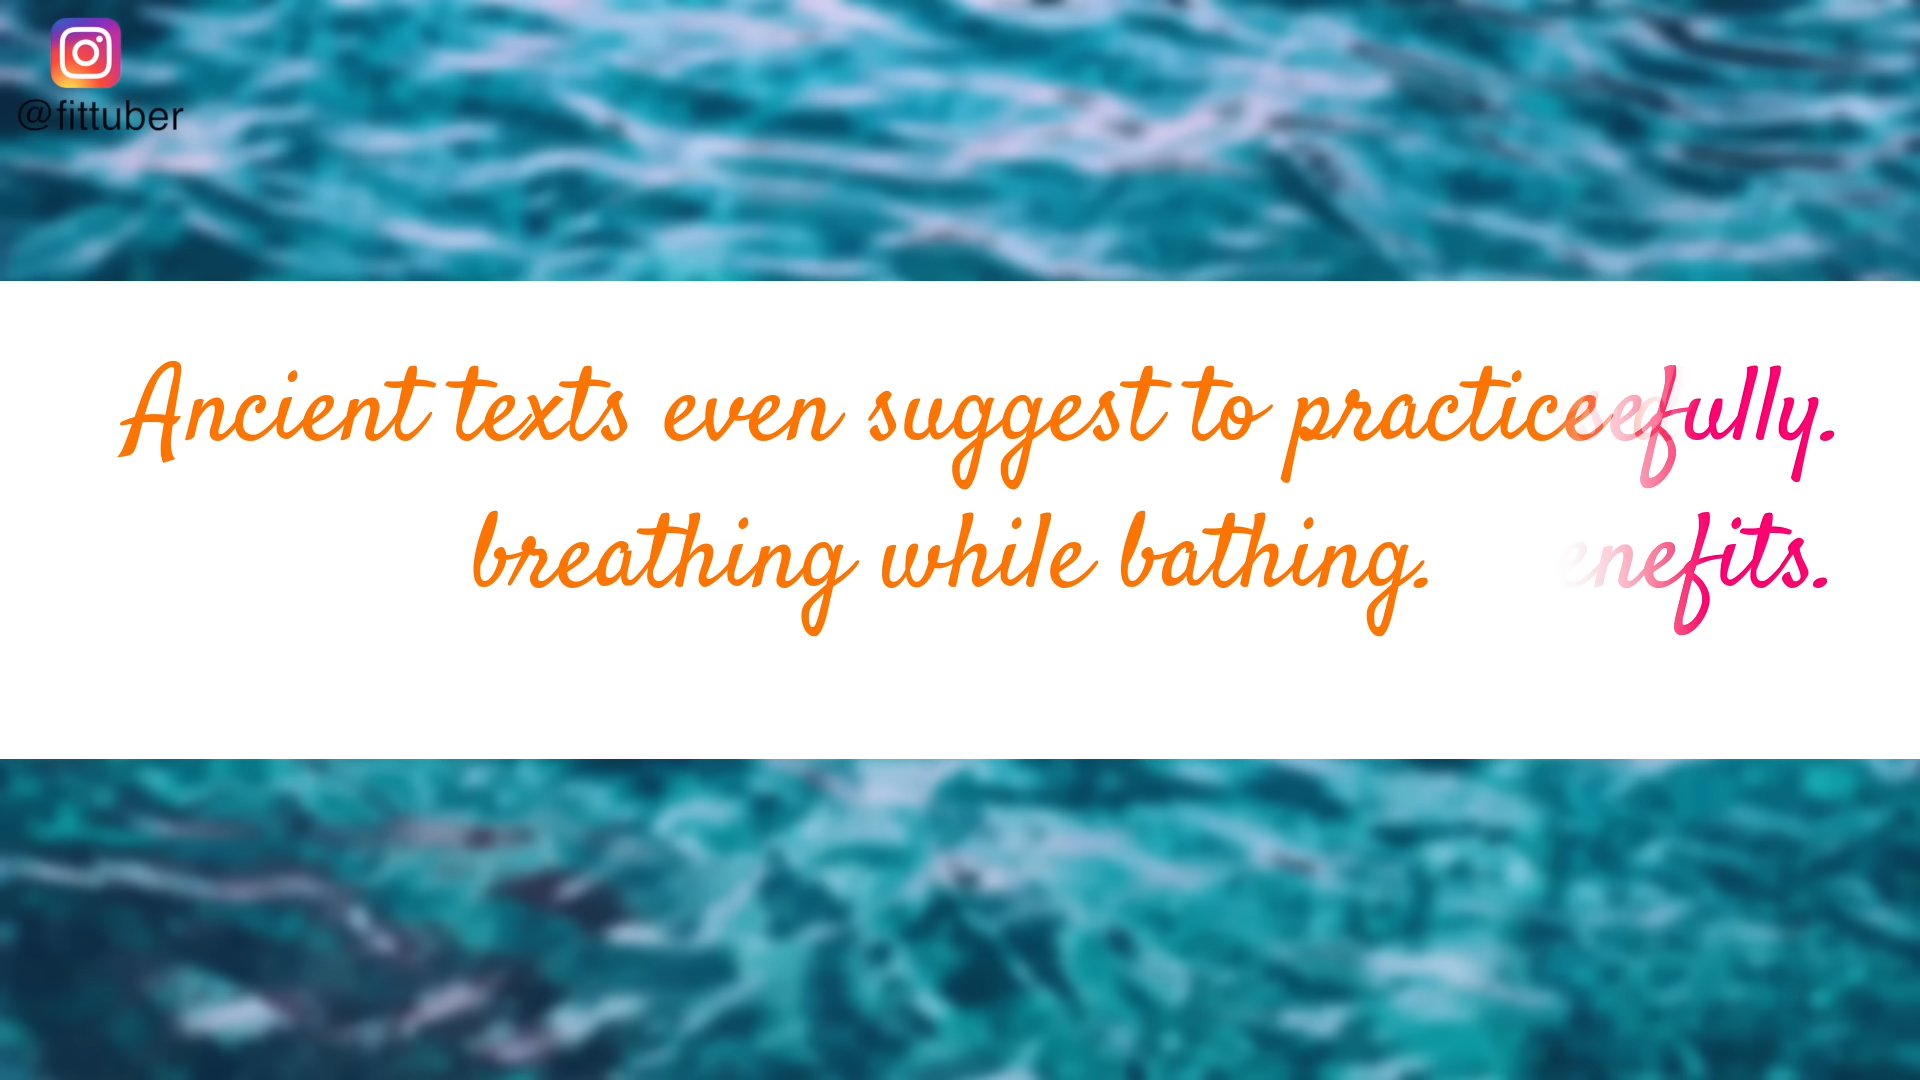 @fittuber
Ancient texts even suggest to practice
breathing while bathing.